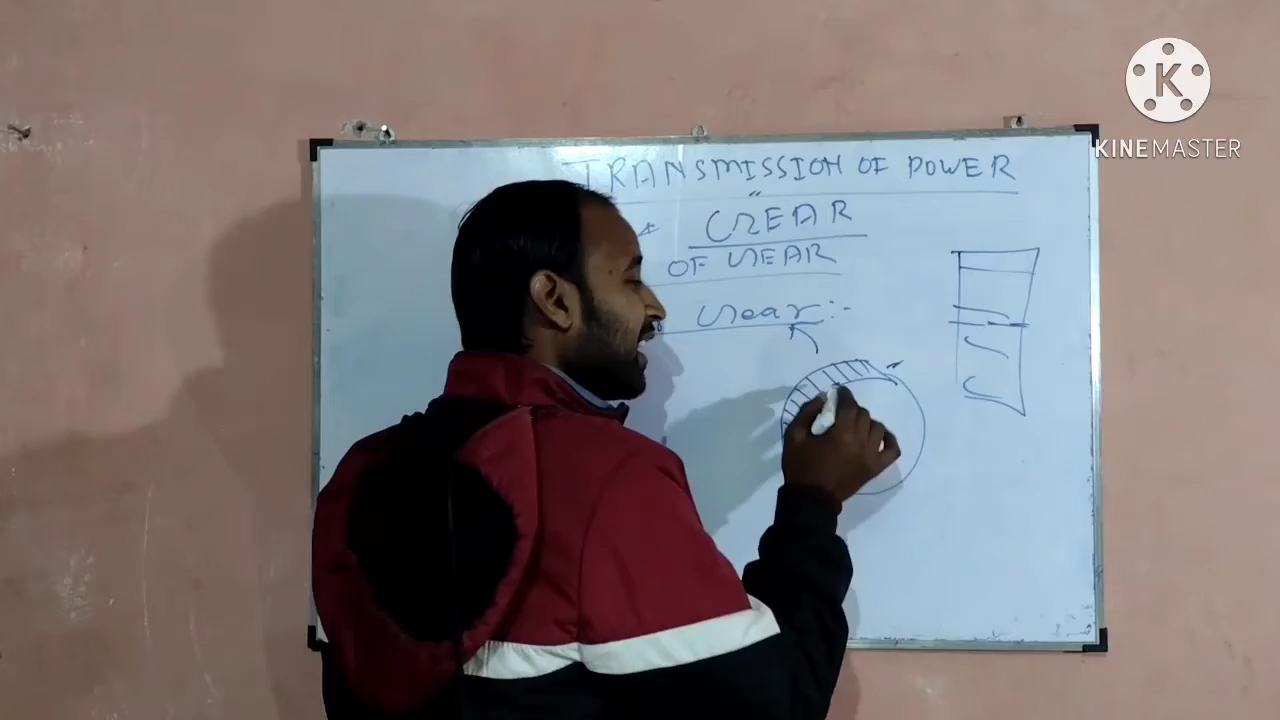 TRANSMISSION OF POWER
GEAR
OF GEAR
Gear:-
K
KINEMASTER